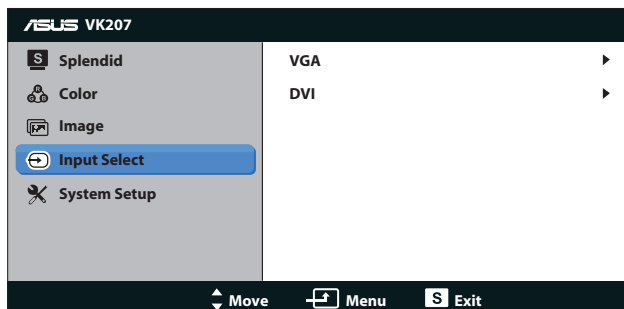 ASUS VK207
S Splendid
Color
Image
Input Select
System Setup
VGA
DVI
Move Menu S Exit